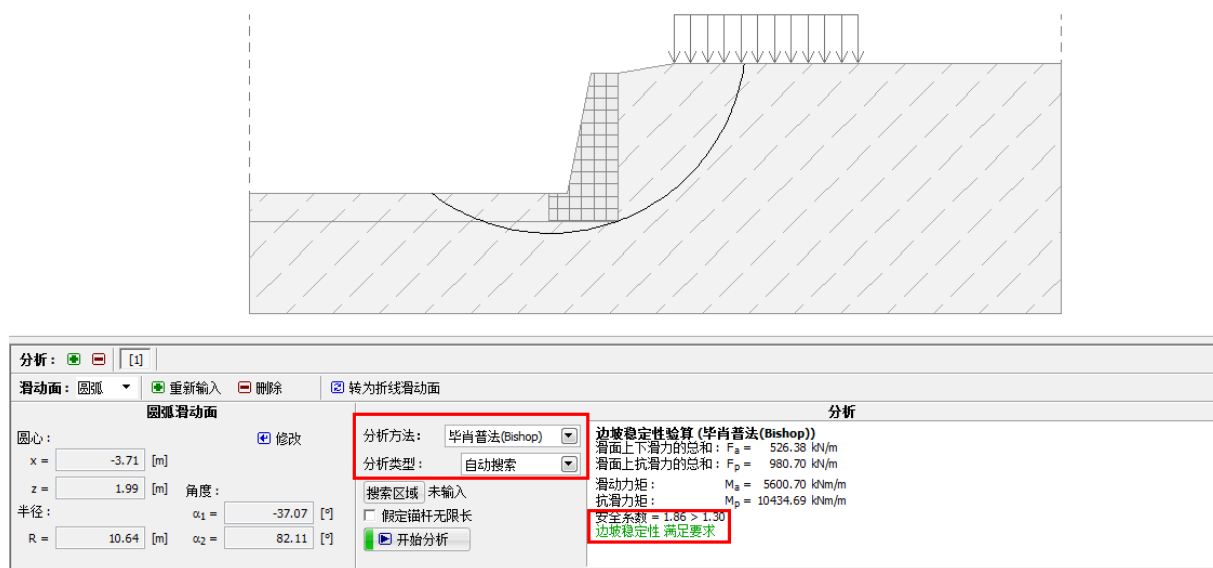 分析： [1]
滑动面： 圆弧 重新输入 删除 转为折线滑动面
圆弧滑动面
圆心： 修改
x = -3.71 [m]
z = 1.99 [m] 角度：
半径： α₁ = -37.07 [°]
R = 10.64 [m] α₂ = 82.11 [°]
分析方法： 毕肖普法(Bishop)
分析类型： 自动搜索
搜索区域 未输入
假定锚杆无限长
开始分析
分析
边坡稳定性验算 (毕肖普法(Bishop))
滑面上下滑力的总和： Fₐ = 526.38 kN/m
滑面上抗滑力的总和： Fₚ = 980.70 kN/m
滑动力矩： Mₐ = 5600.70 kNm/m
抗滑力矩： Mₚ = 10434.69 kNm/m
安全系数 = 1.86 > 1.30
边坡稳定性 满足要求